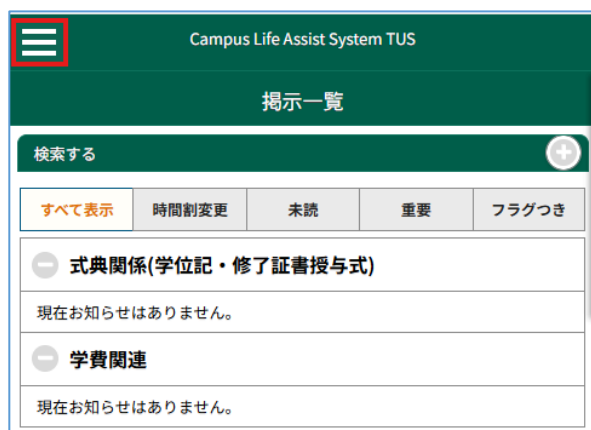 Campus Life Assist System TUS
掲示一覧
検索する
すべて表示 時間割変更 未読 重要 フラグつき
式典関係(学位記・修了証書授与式)
現在お知らせはありません。
学費関連
現在お知らせはありません。